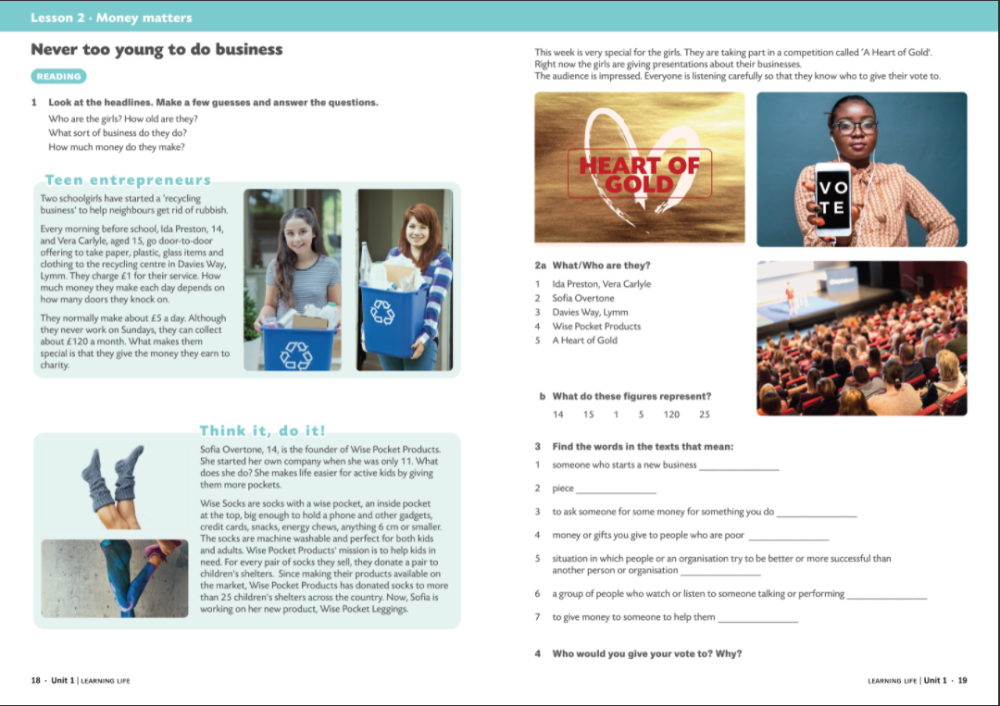 Lesson 2 · Money matters
Never too young to do business
READING
1 Look at the headlines. Make a few guesses and answer the questions.
Who are the girls? How old are they?
What sort of business do they do?
How much money do they make?
Teen entrepreneurs
Two schoolgirls have started a 'recycling
business' to help neighbours get rid of rubbish.
Every morning before school, Ida Preston, 14,
and Vera Carlyle, aged 15, go door-to-door
offering to take paper, plastic, glass items and
clothing to the recycling centre in Davies Way,
Lymm. They charge £1 for their service. How
much money they make each day depends on
how many doors they knock on.
They normally make about £5 a day. Although
they never work on Sundays, they can collect
about £120 a month. What makes them
special is that they give the money they earn to
charity.
Think it, do it!
Sofia Overtone, 14, is the founder of Wise Pocket Products.
She started her own company when she was only 11. What
does she do? She makes life easier for active kids by giving
them more pockets.
Wise Socks are socks with a wise pocket, an inside pocket
at the top, big enough to hold a phone and other gadgets,
credit cards, snacks, energy chews, anything 6 cm or smaller.
The socks are machine washable and perfect for both kids
and adults. Wise Pocket Products' mission is to help kids in
need. For every pair of socks they sell, they donate a pair to
children's shelters. Since making their products available on
the market, Wise Pocket Products has donated socks to more
than 25 children's shelters across the country. Now, Sofia is
working on her new product, Wise Pocket Leggings.
18 · Unit 1 | LEARNING LIFE
This week is very special for the girls. They are taking part in a competition called 'A Heart of Gold'.
Right now the girls are giving presentations about their businesses.
The audience is impressed. Everyone is listening carefully so that they know who to give their vote to.
HEART OF
GOLD
VO
TE
2a What/Who are they?
1 Ida Preston, Vera Carlyle
2 Sofia Overtone
3 Davies Way, Lymm
4 Wise Pocket Products
5 A Heart of Gold
b What do these figures represent?
14 15 1 5 120 25
3 Find the words in the texts that mean:
1 someone who starts a new business ________________
2 piece ________________
3 to ask someone for some money for something you do ________________
4 money or gifts you give to people who are poor ________________
5 situation in which people or an organisation try to be better or more successful than
another person or organisation ________________
6 a group of people who watch or listen to someone talking or performing ________________
7 to give money to someone to help them ________________
4 Who would you give your vote to? Why?
LEARNING LIFE | Unit 1 · 19